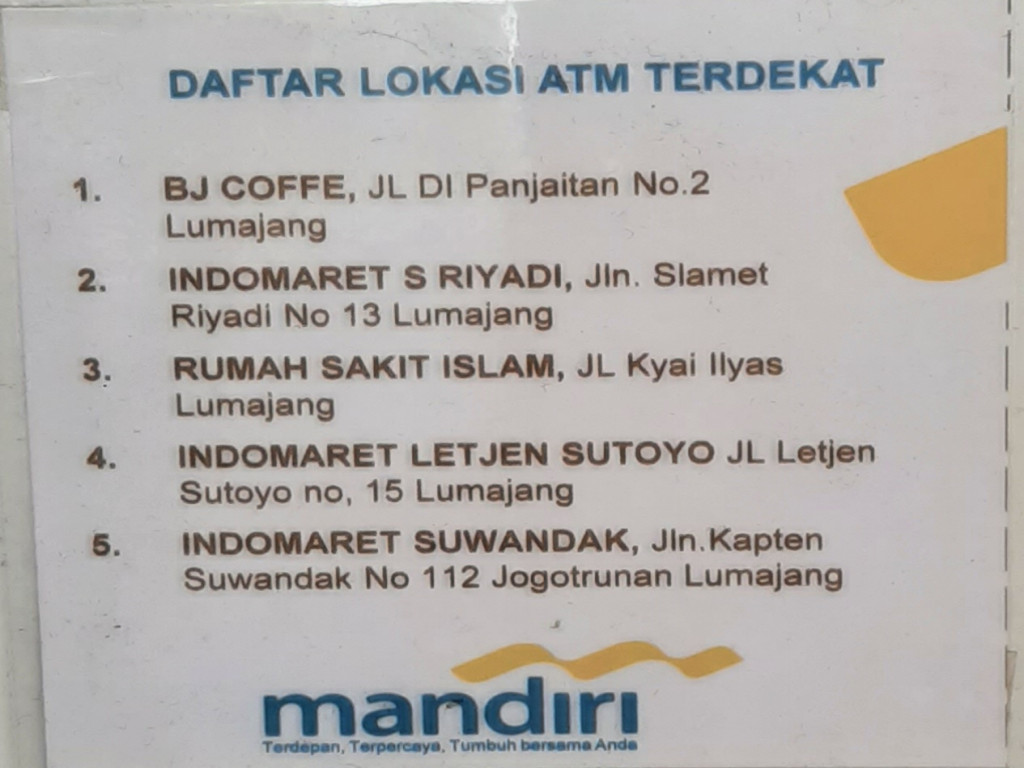 DAFTAR LOKASI ATM TERDEKAT
1. BJ COFFE, JL DI Panjaitan No.2
Lumajang
2. INDOMARET S RIYADI, Jln. Slamet
Riyadi No 13 Lumajang
3. RUMAH SAKIT ISLAM, JL Kyai Ilyas
Lumajang
4. INDOMARET LETJEN SUTOYO JL Letjen
Sutoyo no, 15 Lumajang
5. INDOMARET SUWANDAK, Jln.Kapten
Suwandak No 112 Jogotrunan Lumajang
mandiri
Terdepan, Terpercaya, Tumbuh bersama Anda